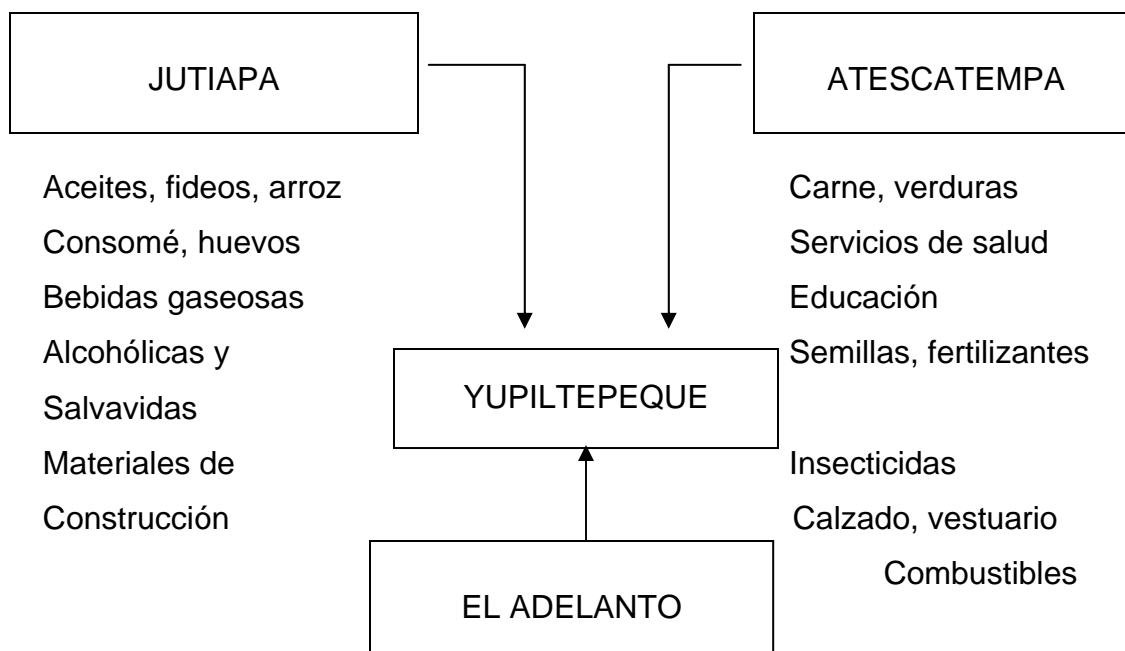 JUTIAPA
ATESCATEMPA
Aceites, fideos, arroz
Consomé, huevos
Bebidas gaseosas
Alcohólicas y
Salvavidas
Materiales de
Construcción
Carne, verduras
Servicios de salud
Educación
Semillas, fertilizantes
Insecticidas
Calzado, vestuario
Combustibles
YUPILTEPEQUE
EL ADELANTO